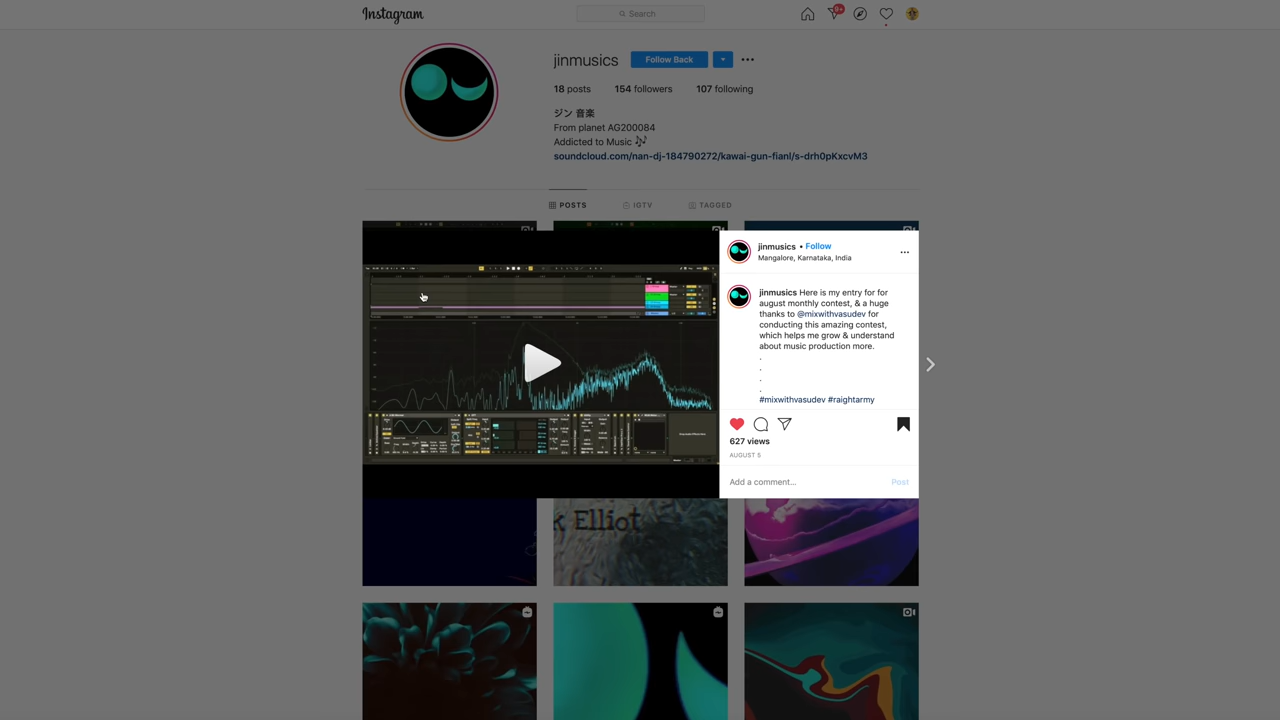 Instagram
Search
9+
jinmusics
Follow Back
18 posts 154 followers 107 following
ジン 音楽
From planet AG200084
Addicted to Music 🎶
soundcloud.com/nan-dj-184790272/kawai-gun-fianl/s-drh0pKxcvM3
POSTS IGTV TAGGED
jinmusics • Follow
Mangalore, Karnataka, India
jinmusics Here is my entry for for
august monthly contest, & a huge
thanks to @mixwithvasudev for
conducting this amazing contest,
which helps me grow & understand
about music production more.
.
.
.
.
#mixwithvasudev #raightarmy
627 views
AUGUST 5
Add a comment... Post
k Elliot